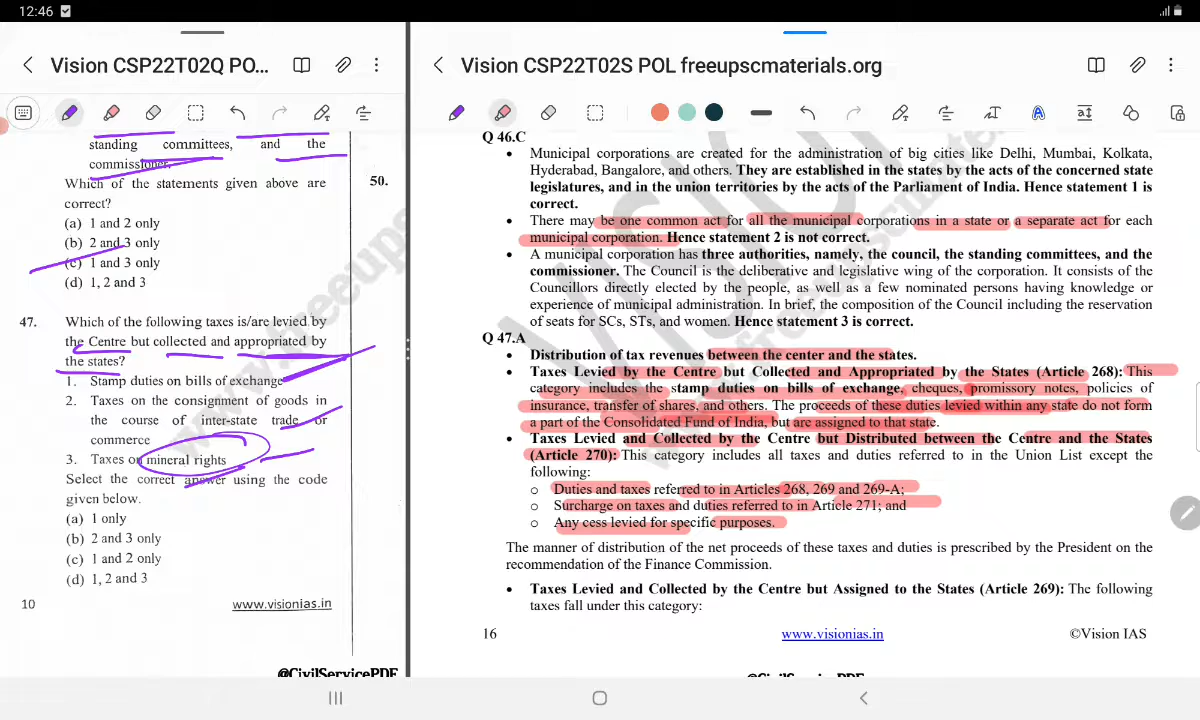 12:46
Vision CSP22T02Q PO...
standing committees, and the
commissioner.
Which of the statements given above are
correct?
(a) 1 and 2 only
(b) 2 and 3 only
(c) 1 and 3 only
(d) 1, 2 and 3
47. Which of the following taxes is/are levied by
the Centre but collected and appropriated by
the states?
1. Stamp duties on bills of exchange
2. Taxes on the consignment of goods in
the course of inter-state trade or
commerce
3. Taxes on mineral rights
Select the correct answer using the code
given below.
(a) 1 only
(b) 2 and 3 only
(c) 1 and 2 only
(d) 1, 2 and 3
10 www.visionias.in
@CivilServicePDF
50.
Vision CSP22T02S POL freeupscmaterials.org
Q 46.C
• Municipal corporations are created for the administration of big cities like Delhi, Mumbai, Kolkata,
Hyderabad, Bangalore, and others. They are established in the states by the acts of the concerned state
legislatures, and in the union territories by the acts of the Parliament of India. Hence statement 1 is
correct.
• There may be one common act for all the municipal corporations in a state or a separate act for each
municipal corporation. Hence statement 2 is not correct.
• A municipal corporation has three authorities, namely, the council, the standing committees, and the
commissioner. The Council is the deliberative and legislative wing of the corporation. It consists of the
Councillors directly elected by the people, as well as a few nominated persons having knowledge or
experience of municipal administration. In brief, the composition of the Council including the reservation
of seats for SCs, STs, and women. Hence statement 3 is correct.
Q 47.A
• Distribution of tax revenues between the center and the states.
• Taxes Levied by the Centre but Collected and Appropriated by the States (Article 268): This
category includes the stamp duties on bills of exchange, cheques, promissory notes, policies of
insurance, transfer of shares, and others. The proceeds of these duties levied within any state do not form
a part of the Consolidated Fund of India, but are assigned to that state.
• Taxes Levied and Collected by the Centre but Distributed between the Centre and the States
(Article 270): This category includes all taxes and duties referred to in the Union List except the
following:
o Duties and taxes referred to in Articles 268, 269 and 269-A;
o Surcharge on taxes and duties referred to in Article 271; and
o Any cess levied for specific purposes.
The manner of distribution of the net proceeds of these taxes and duties is prescribed by the President on the
recommendation of the Finance Commission.
• Taxes Levied and Collected by the Centre but Assigned to the States (Article 269): The following
taxes fall under this category:
16 www.visionias.in ©Vision IAS